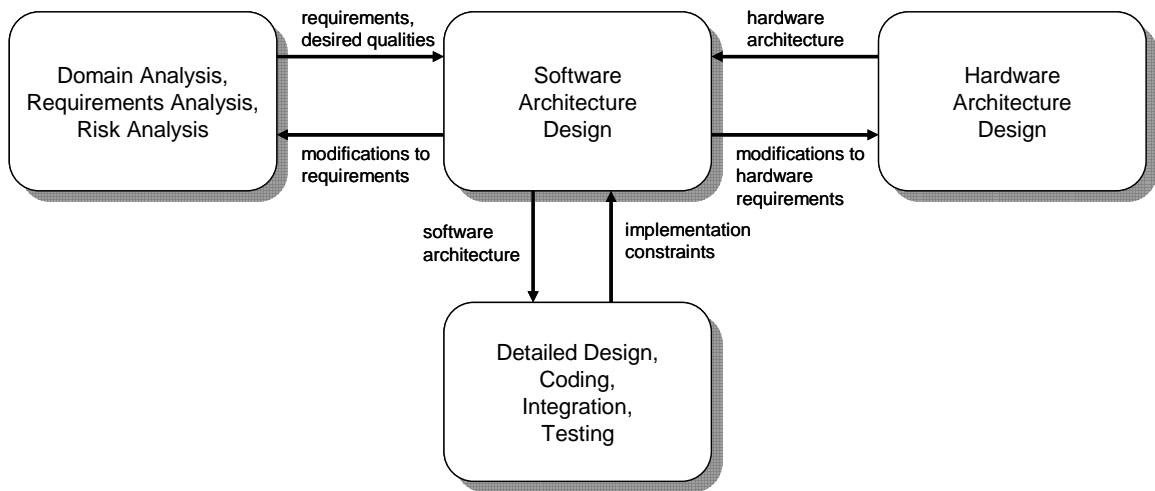 requirements,
desired qualities
hardware
architecture
Domain Analysis,
Requirements Analysis,
Risk Analysis
Software
Architecture
Design
Hardware
Architecture
Design
modifications to
requirements
modifications to
hardware
requirements
software
architecture
implementation
constraints
Detailed Design,
Coding,
Integration,
Testing